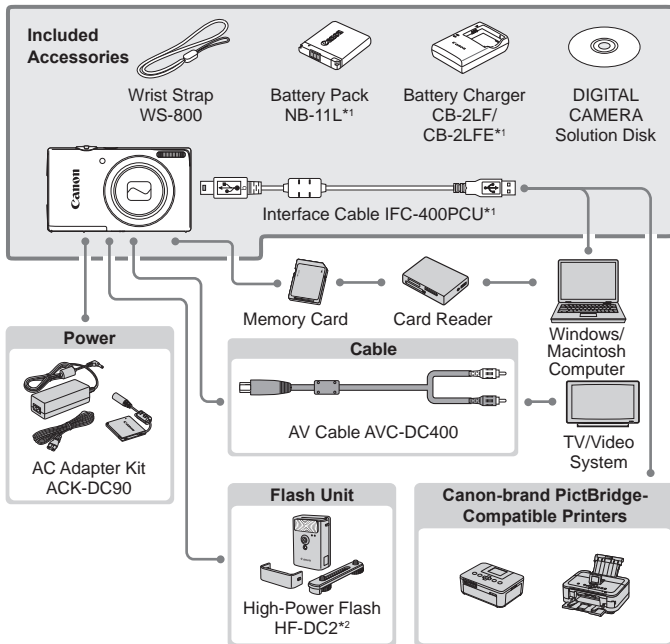 Included
Accessories
Wrist Strap
WS-800
Battery Pack
NB-11L*1
Battery Charger
CB-2LF/
CB-2LFE*1
DIGITAL
CAMERA
Solution Disk
Canon
Interface Cable IFC-400PCU*1
Memory Card
Card Reader
Windows/
Macintosh
Computer
Power
AC Adapter Kit
ACK-DC90
Cable
AV Cable AVC-DC400
TV/Video
System
Flash Unit
High-Power Flash
HF-DC2*2
Canon-brand PictBridge-
Compatible Printers